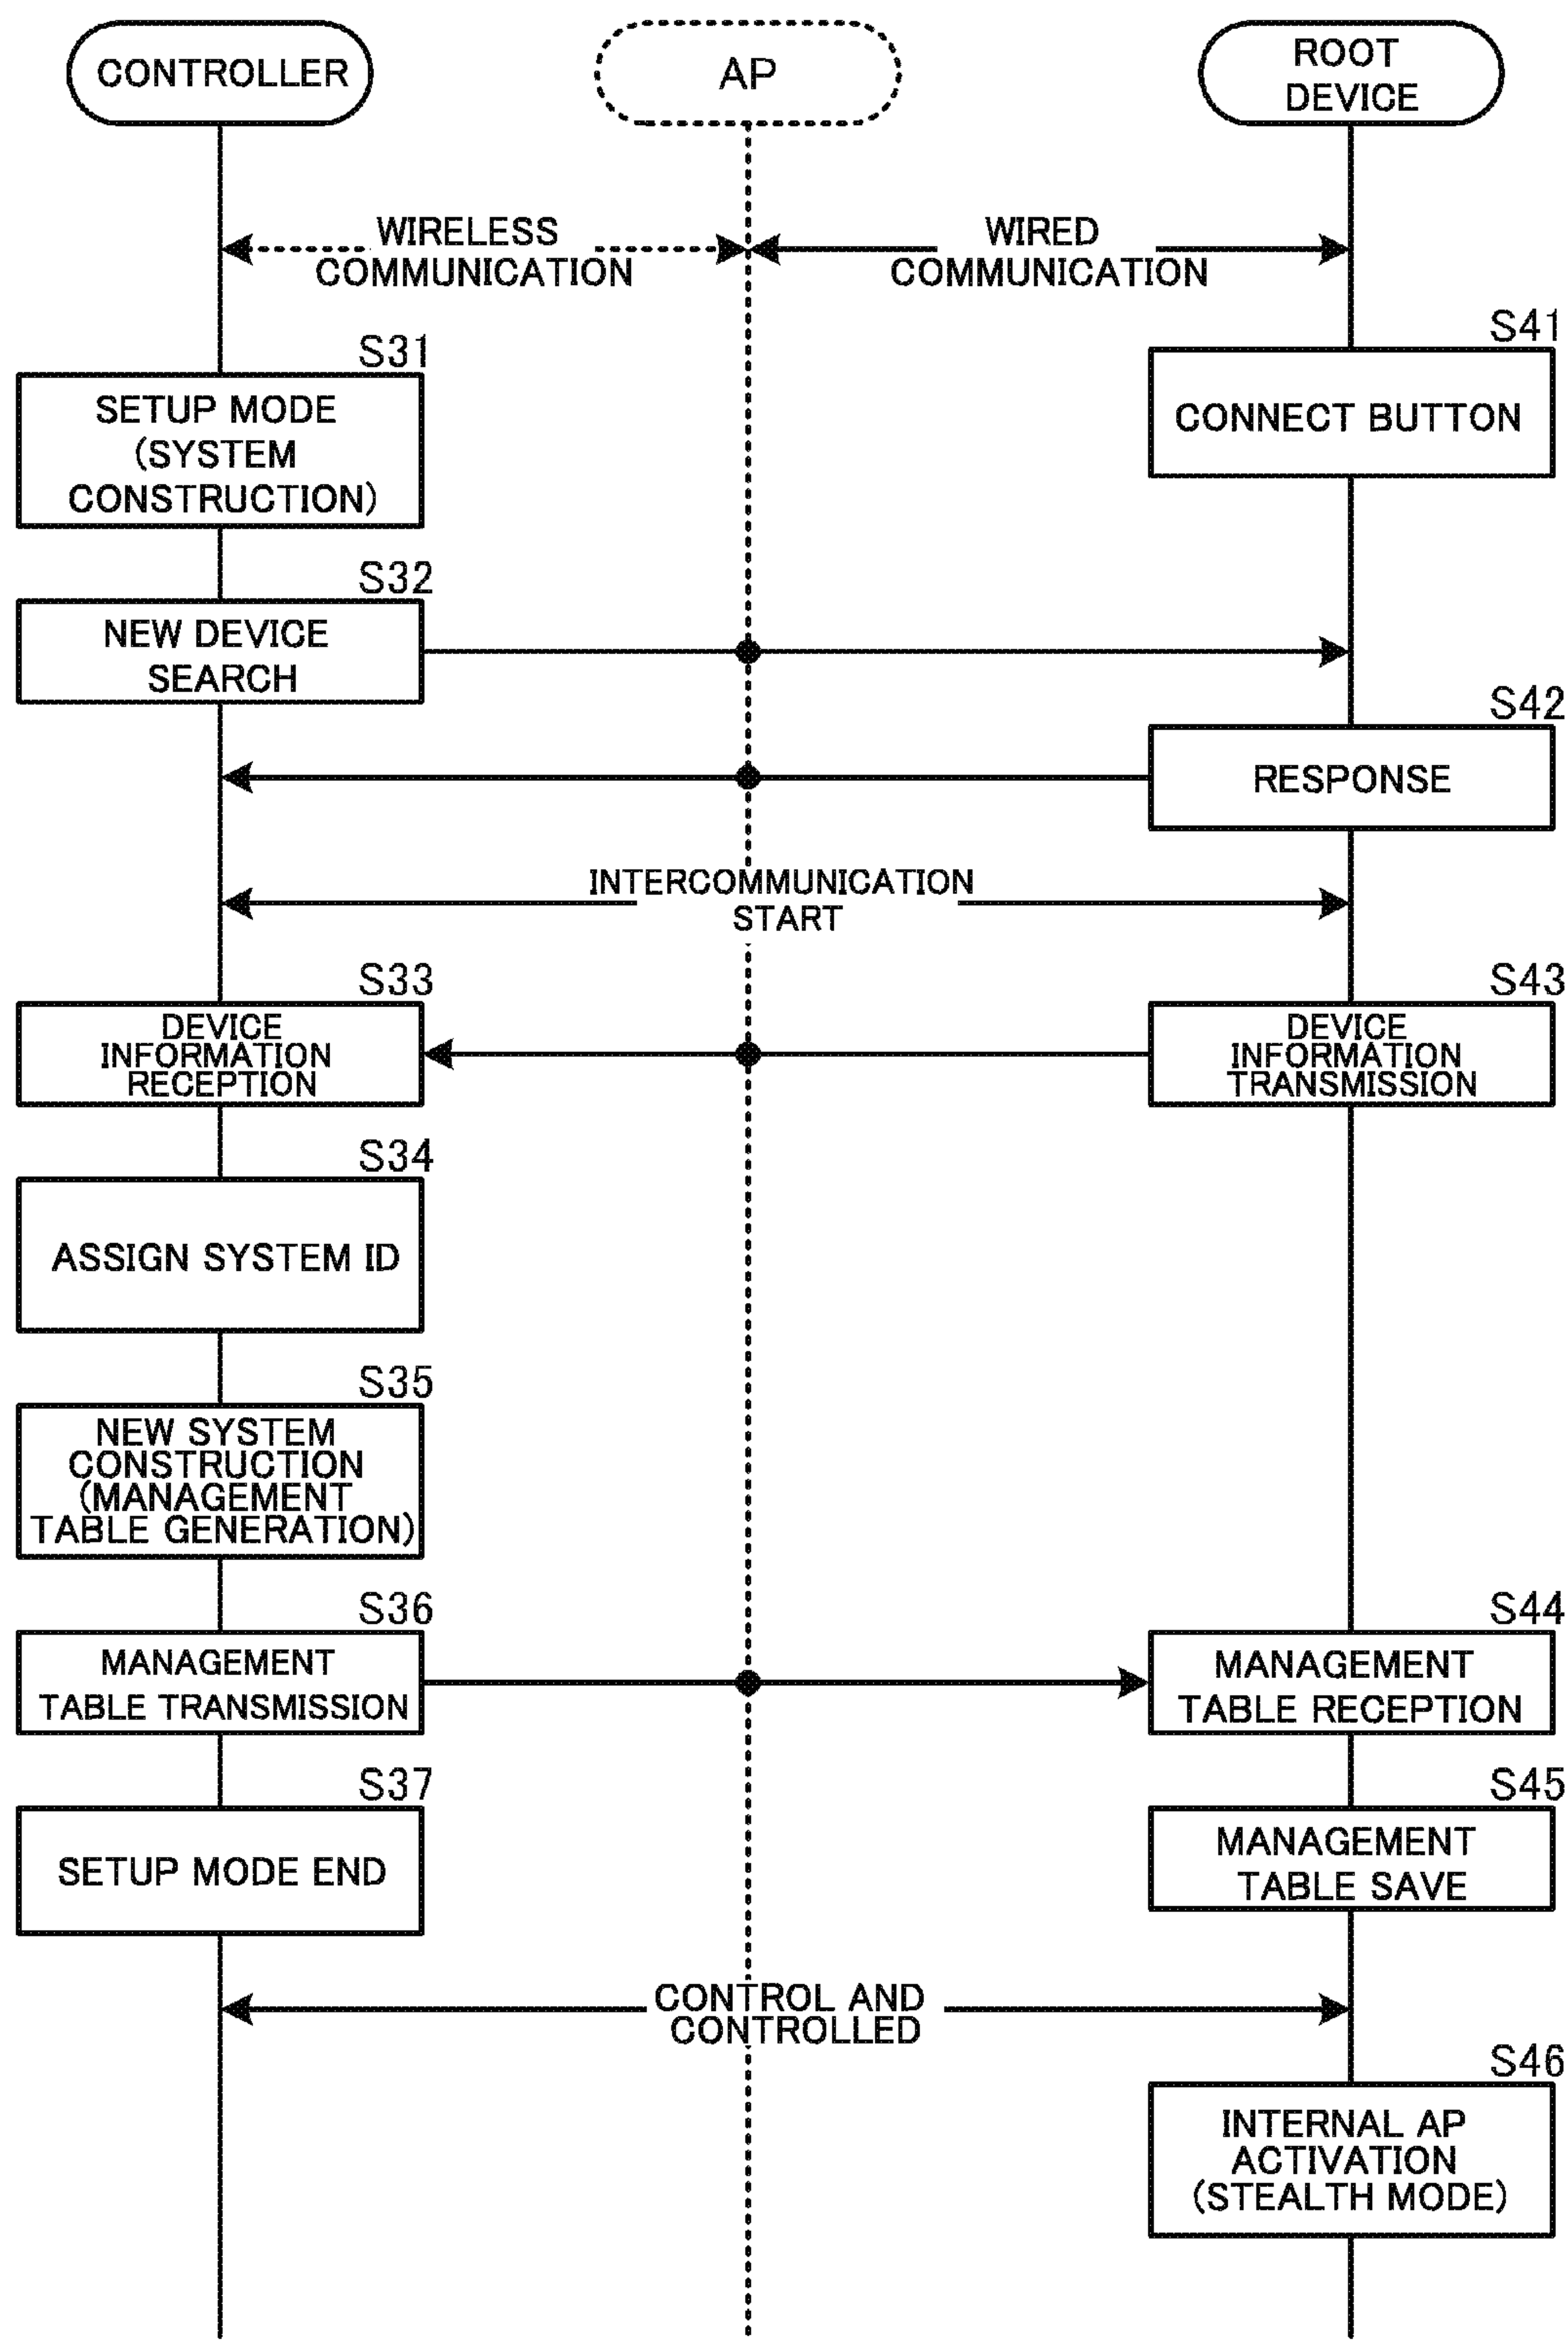 CONTROLLER
AP
ROOT
DEVICE
WIRELESS
COMMUNICATION
WIRED
COMMUNICATION
S31
SETUP MODE
(SYSTEM
CONSTRUCTION)
S41
CONNECT BUTTON
S32
NEW DEVICE
SEARCH
S42
RESPONSE
INTERCOMMUNICATION
START
S33
DEVICE
INFORMATION
RECEPTION
S43
DEVICE
INFORMATION
TRANSMISSION
S34
ASSIGN SYSTEM ID
S35
NEW SYSTEM
CONSTRUCTION
(MANAGEMENT
TABLE GENERATION)
S36
MANAGEMENT
TABLE TRANSMISSION
S44
MANAGEMENT
TABLE RECEPTION
S37
SETUP MODE END
S45
MANAGEMENT
TABLE SAVE
CONTROL AND
CONTROLLED
S46
INTERNAL AP
ACTIVATION
(STEALTH MODE)